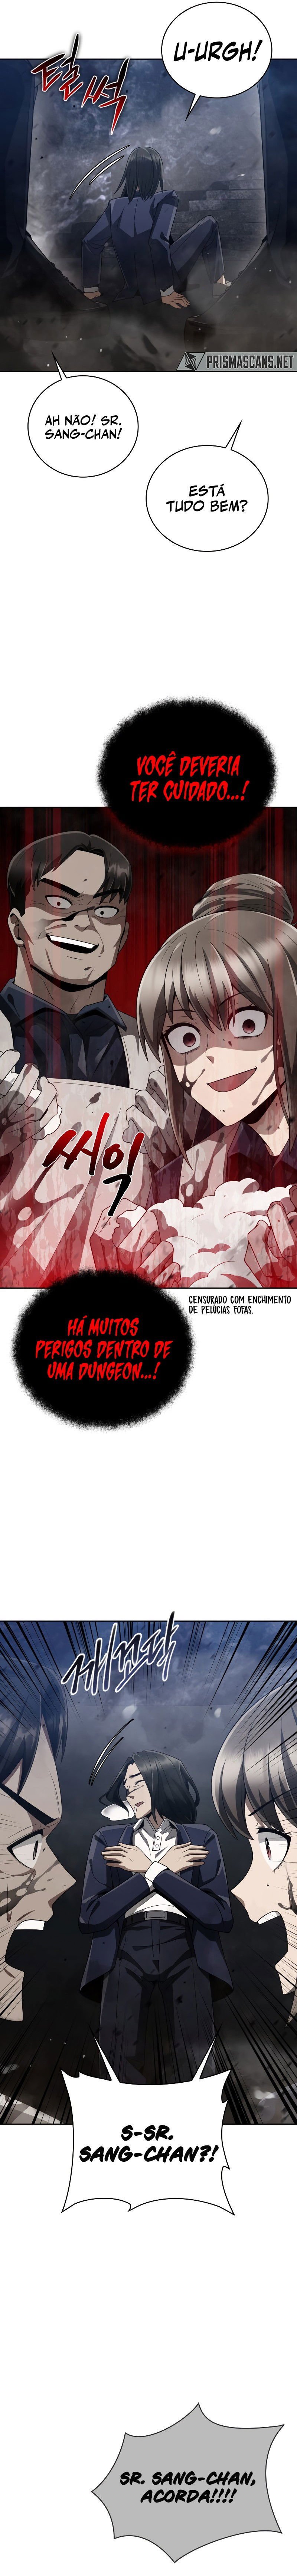 U-URGH!
털썩
PRISMASCANS.NET
AH NÃO! SR.
SANG-CHAN!
ESTÁ
TUDO BEM?
VOCÊ DEVERIA
TER CUIDADO...!
씨익
CENSURADO COM ENCHIMENTO
DE PELÚCIAS FOFAS.
HÁ MUITOS
PERIGOS DENTRO DE
UMA DUNGEON...!
S-SR.
SANG-CHAN?!
SR. SANG-CHAN,
ACORDA!!!!